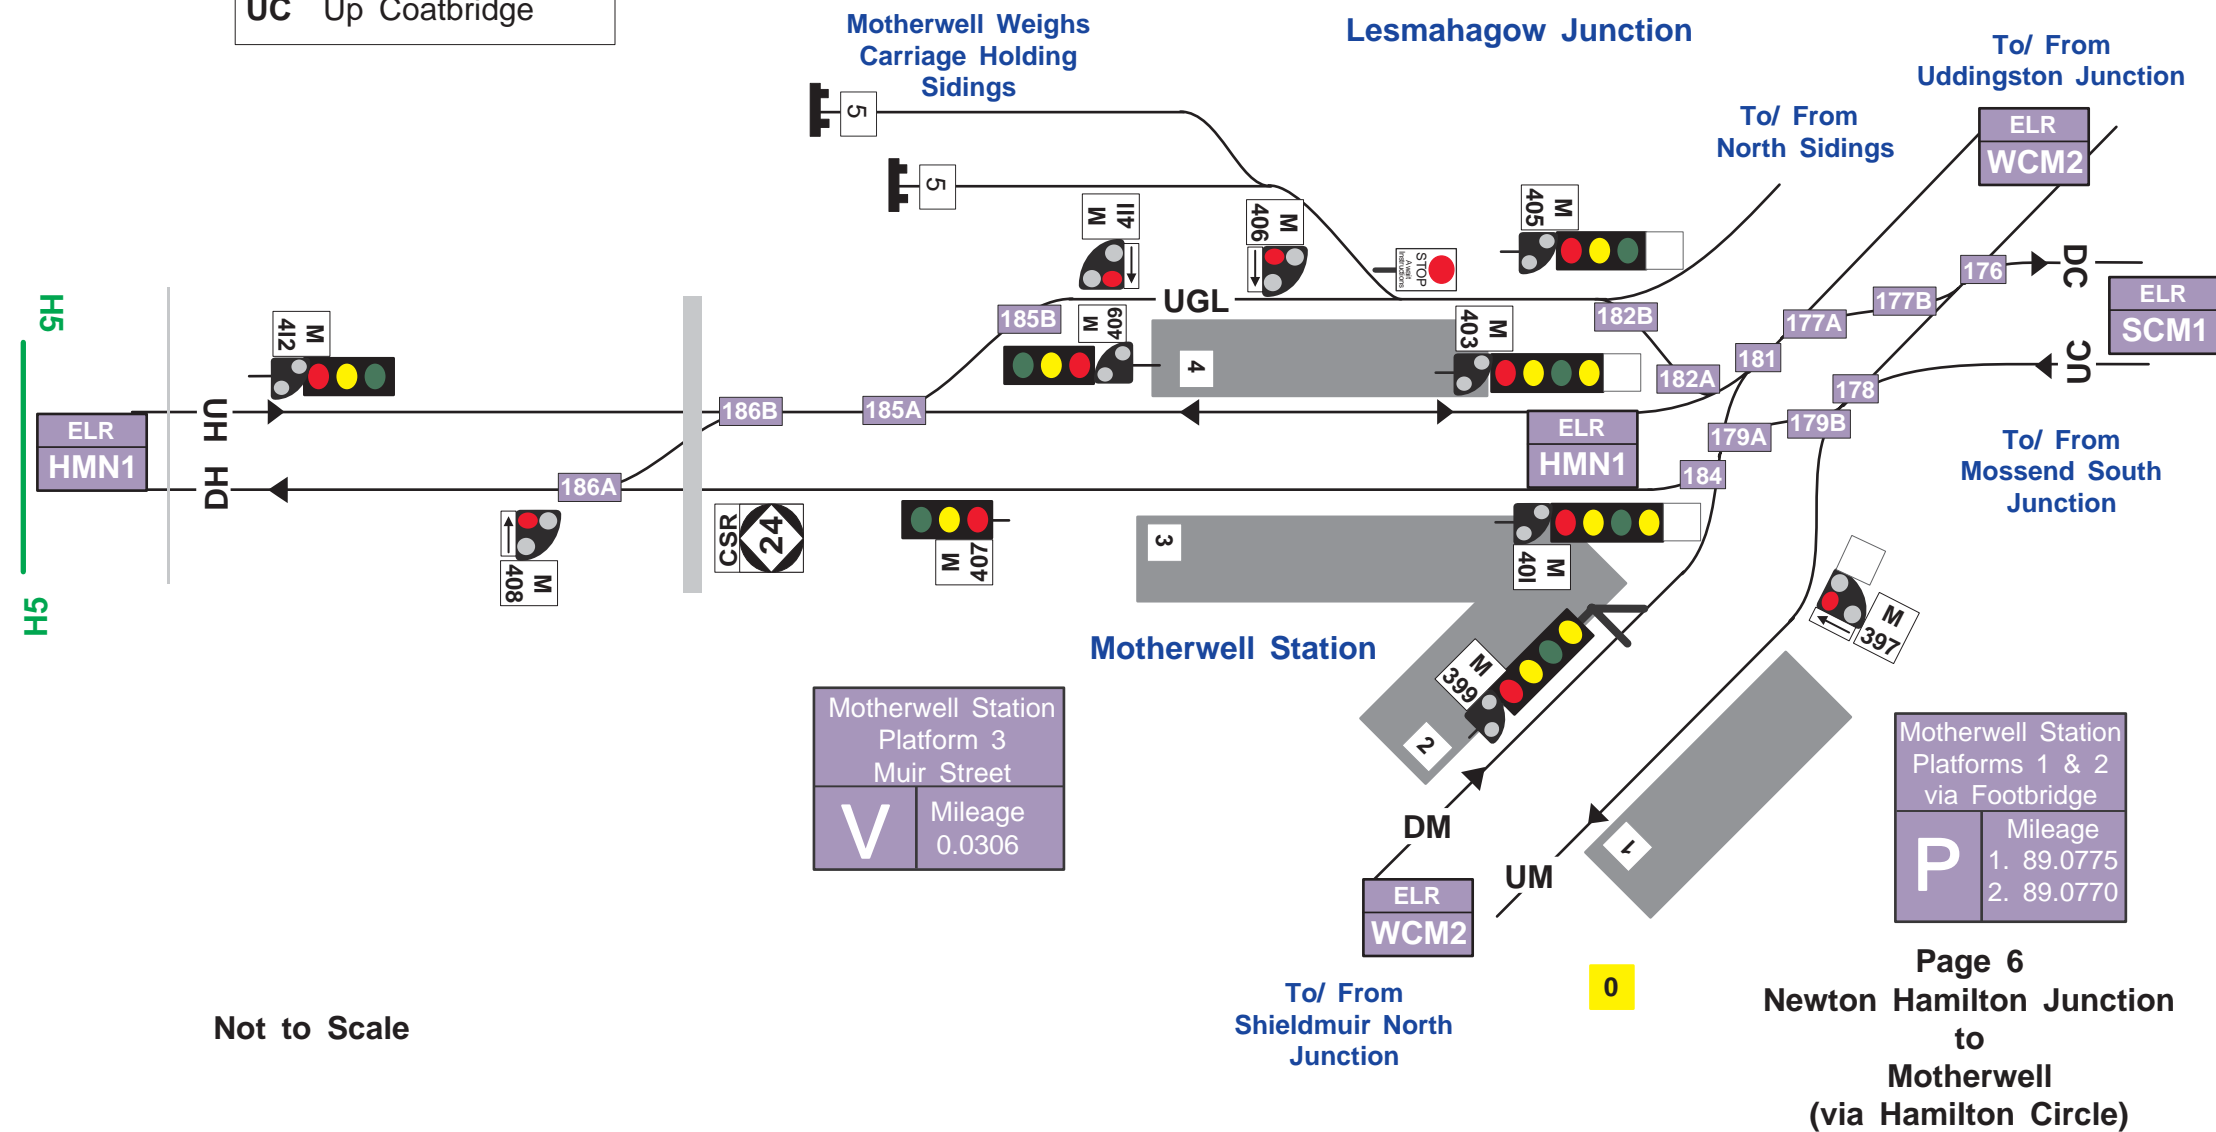 UC Up Coatbridge
Motherwell Weighs
Carriage Holding
Sidings
Lesmahagow Junction
To/ From
Uddingston Junction
To/ From
North Sidings
ELR
WCM2
5
5
M
411
M
406
M
405
STOP
Await
Instructions
DC
176
177B
177A
ELR
SCM1
UC
H5
H5
M
412
185B
M
409
UGL
4
M
403
182B
182A
181
178
179B
179A
184
ELR
HMN1
UH
DH
186B
185A
186A
ELR
HMN1
To/ From
Mossend South
Junction
M
408
CSR
24
M
407
3
M
401
M
397
Motherwell Station
M
399
2
1
Motherwell Station
Platform 3
Muir Street
V
Mileage
0.0306
DM
UM
ELR
WCM2
Motherwell Station
Platforms 1 & 2
via Footbridge
P
Mileage
1. 89.0775
2. 89.0770
To/ From
Shieldmuir North
Junction
0
Not to Scale
Page 6
Newton Hamilton Junction
to
Motherwell
(via Hamilton Circle)